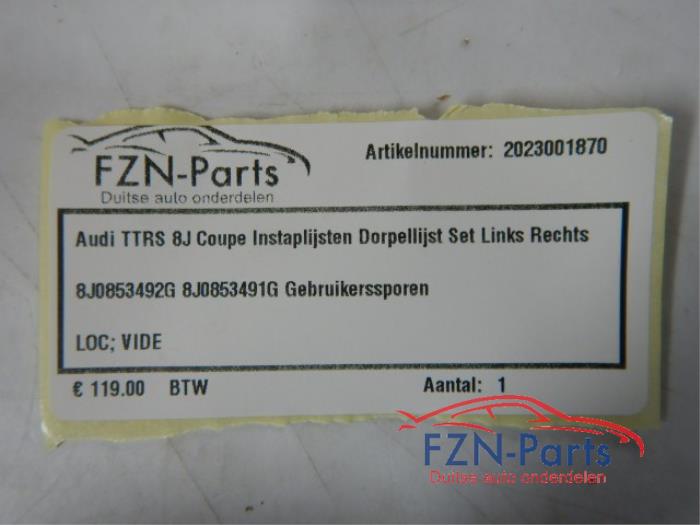 FZN-Parts
Duitse auto onderdelen
Artikelnummer: 2023001870
Audi TTRS 8J Coupe Instaplijsten Dorpellijst Set Links Rechts
8J0853492G 8J0853491G Gebruikerssporen
LOC; VIDE
€ 119.00 BTW
Aantal: 1
FZN-Parts
Duitse auto onderdelen